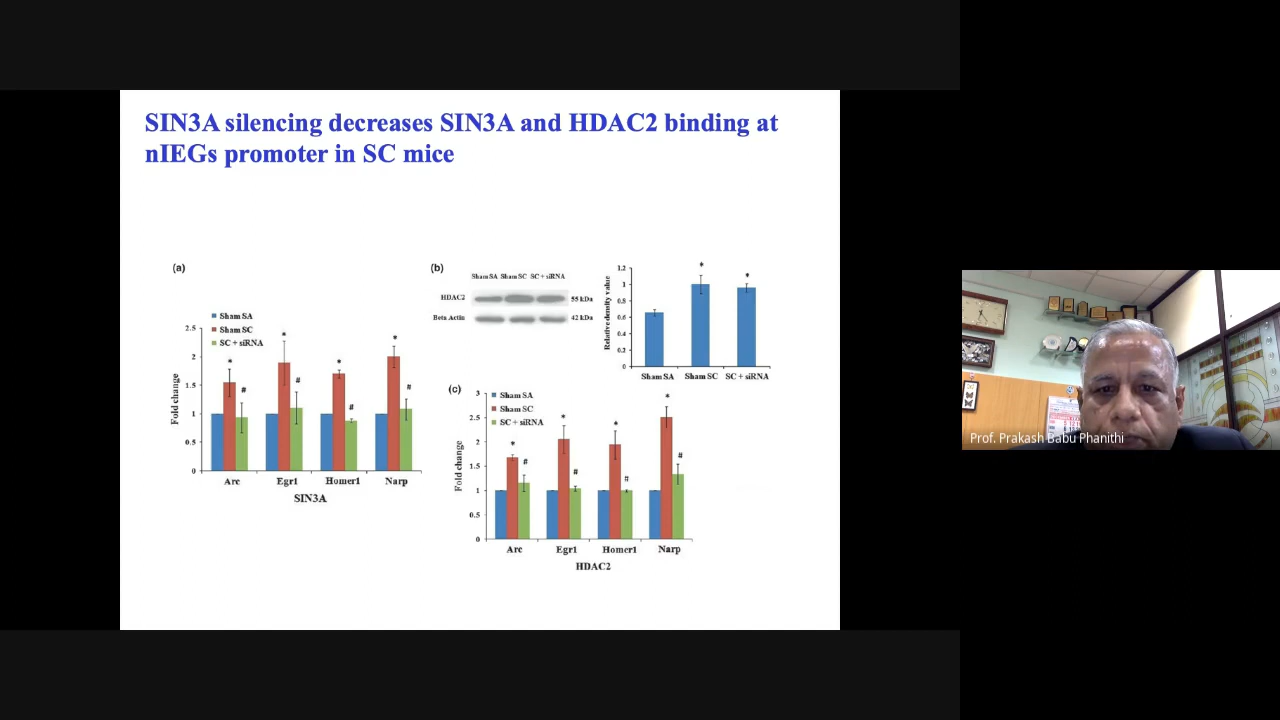 SIN3A silencing decreases SIN3A and HDAC2 binding at
nIEGs promoter in SC mice
(a)
Sham SA
Sham SC
SC + siRNA
2.5
2
1.5
1
0.5
0
Fold change
* # * # * # * #
Arc Egr1 Homer1 Narp
SIN3A
(b)
Sham SA Sham SC SC + siRNA
HDAC2 55 kDa
Beta Actin 42 kDa
1.2
1
0.8
0.6
0.4
0.2
0
Relative density value
* *
Sham SA Sham SC SC + siRNA
(c)
Sham SA
Sham SC
SC + siRNA
3
2.5
2
1.5
1
0.5
0
Fold change
* # * # * # * #
Arc Egr1 Homer1 Narp
HDAC2
Prof. Prakash Babu Phanithi